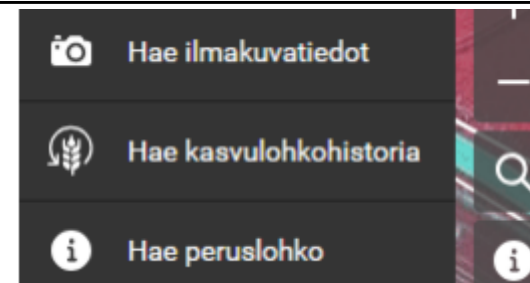 Hae ilmakuvatiedot
Hae kasvulohkohistoria
Hae peruslohko